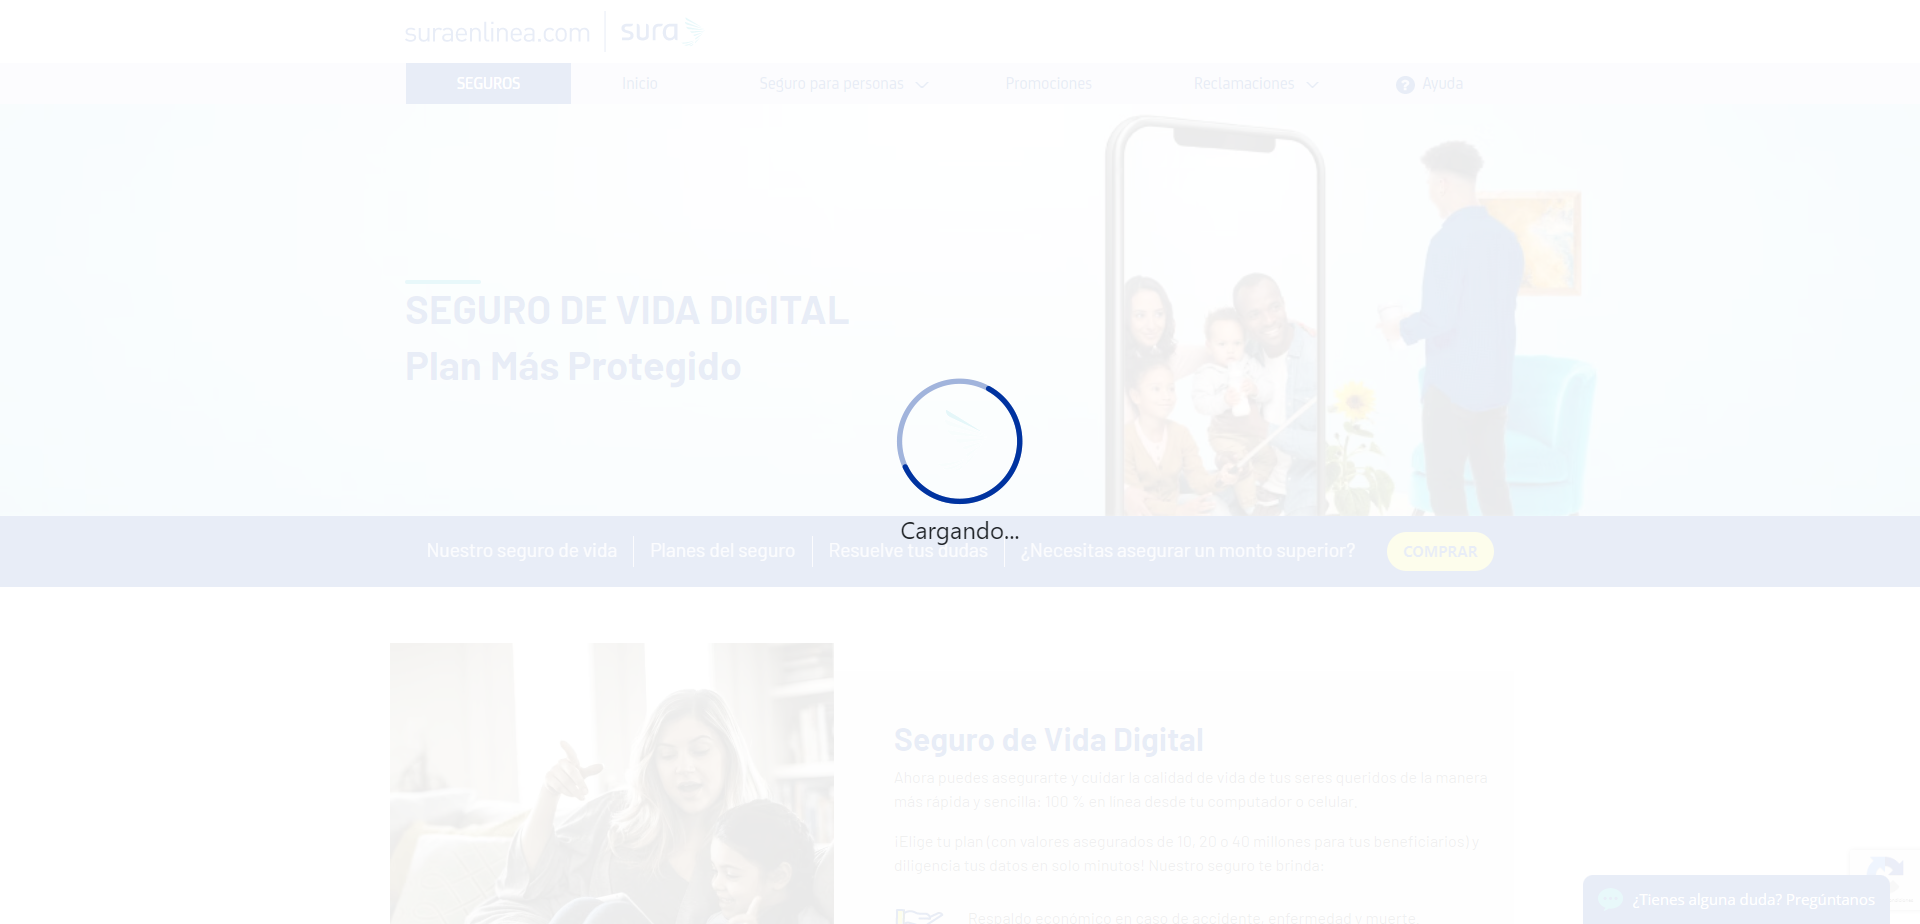 suraenlinea.com
sura
SEGUROS
Inicio
Seguro para personas
Promociones
Reclamaciones
Ayuda
SEGURO DE VIDA DIGITAL
Plan Más Protegido
Cargando...
Nuestro seguro de vida
Planes del seguro
Resuelve tus dudas
¿Necesitas asegurar un monto superior?
COMPRAR
Seguro de Vida Digital
Ahora puedes asegurarte y cuidar la calidad de vida de tus seres queridos de la manera
más rápida y sencilla: 100 % en línea desde tu computador o celular.
¡Elige tu plan (con valores asegurados de 10, 20 o 40 millones para tus beneficiarios) y
diligencia tus datos en solo minutos! Nuestro seguro te brinda:
Respaldo económico en caso de accidente, enfermedad y muerte.
¿Tienes alguna duda? Pregúntanos